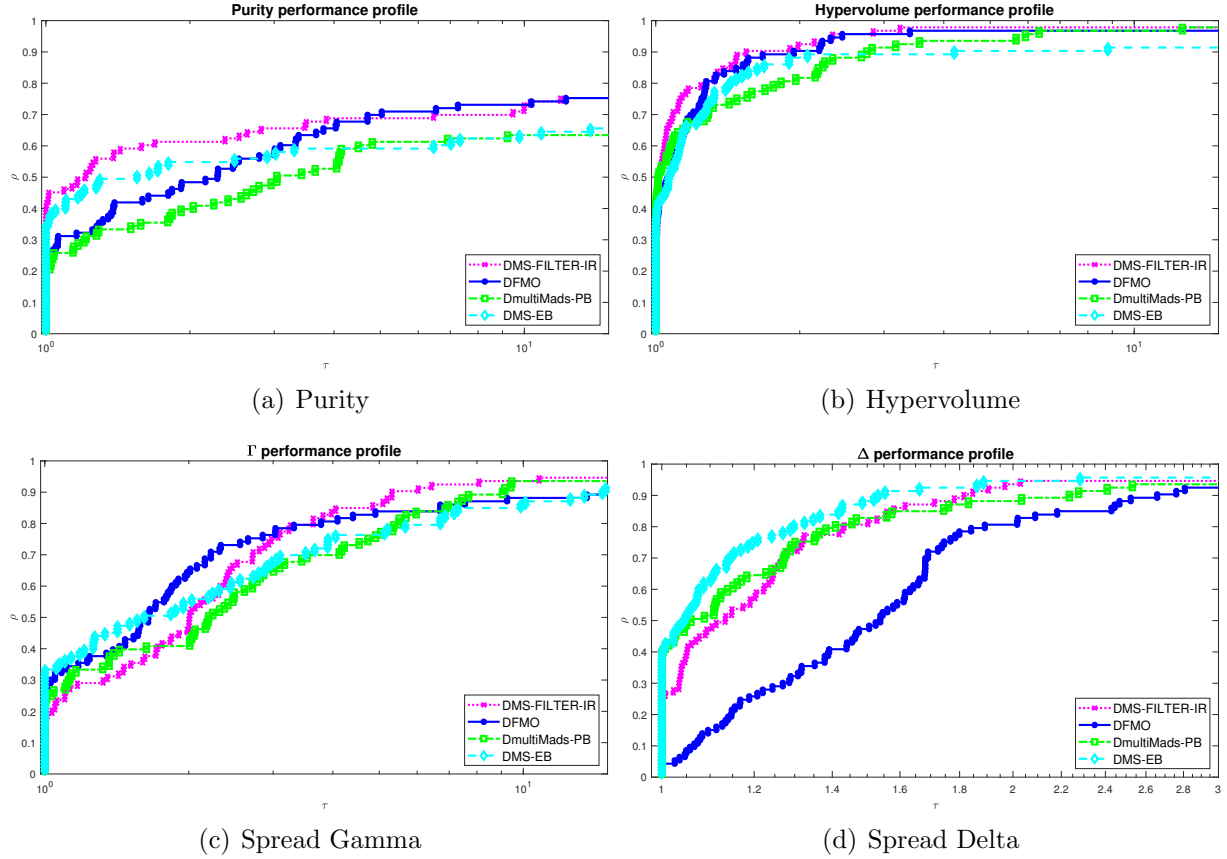 Purity performance profile
1
0.9
0.8
0.7
0.6
0.5
0.4
0.3
0.2
0.1
0
ρ
10⁰
10¹
τ
DMS-FILTER-IR
DFMO
DmultiMads-PB
DMS-EB
(a) Purity
Hypervolume performance profile
1
0.9
0.8
0.7
0.6
0.5
0.4
0.3
0.2
0.1
0
ρ
10⁰
10¹
τ
DMS-FILTER-IR
DFMO
DmultiMads-PB
DMS-EB
(b) Hypervolume
Γ performance profile
1
0.9
0.8
0.7
0.6
0.5
0.4
0.3
0.2
0.1
0
ρ
10⁰
10¹
τ
DMS-FILTER-IR
DFMO
DmultiMads-PB
DMS-EB
(c) Spread Gamma
Δ performance profile
1
0.9
0.8
0.7
0.6
0.5
0.4
0.3
0.2
0.1
0
ρ
1 1.2 1.4 1.6 1.8 2 2.2 2.4 2.6 2.8 3
τ
DMS-FILTER-IR
DFMO
DmultiMads-PB
DMS-EB
(d) Spread Delta